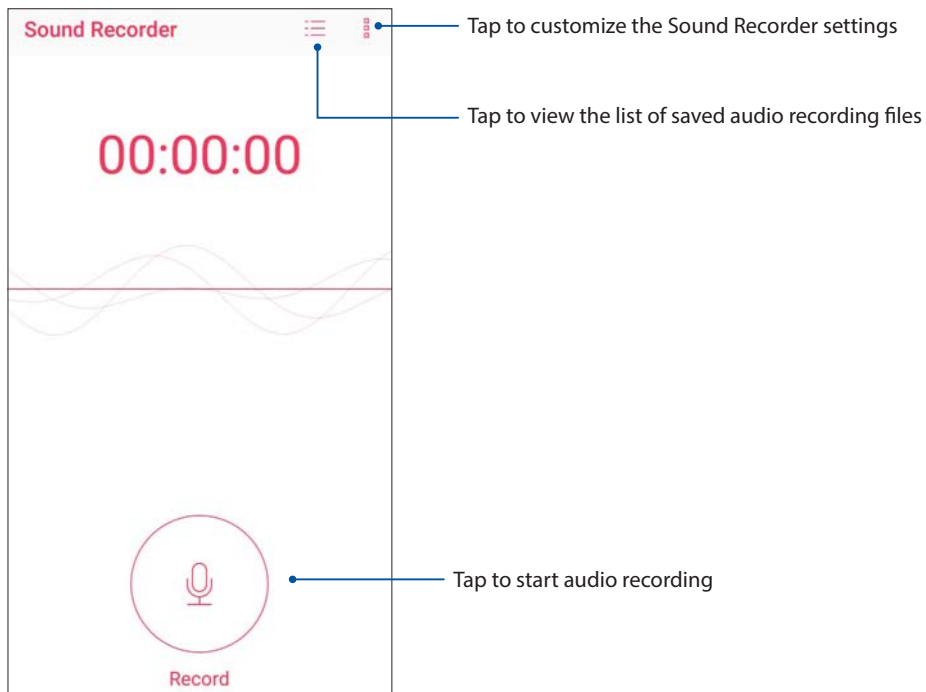 Sound Recorder
Tap to customize the Sound Recorder settings
Tap to view the list of saved audio recording files
00:00:00
Tap to start audio recording
Record